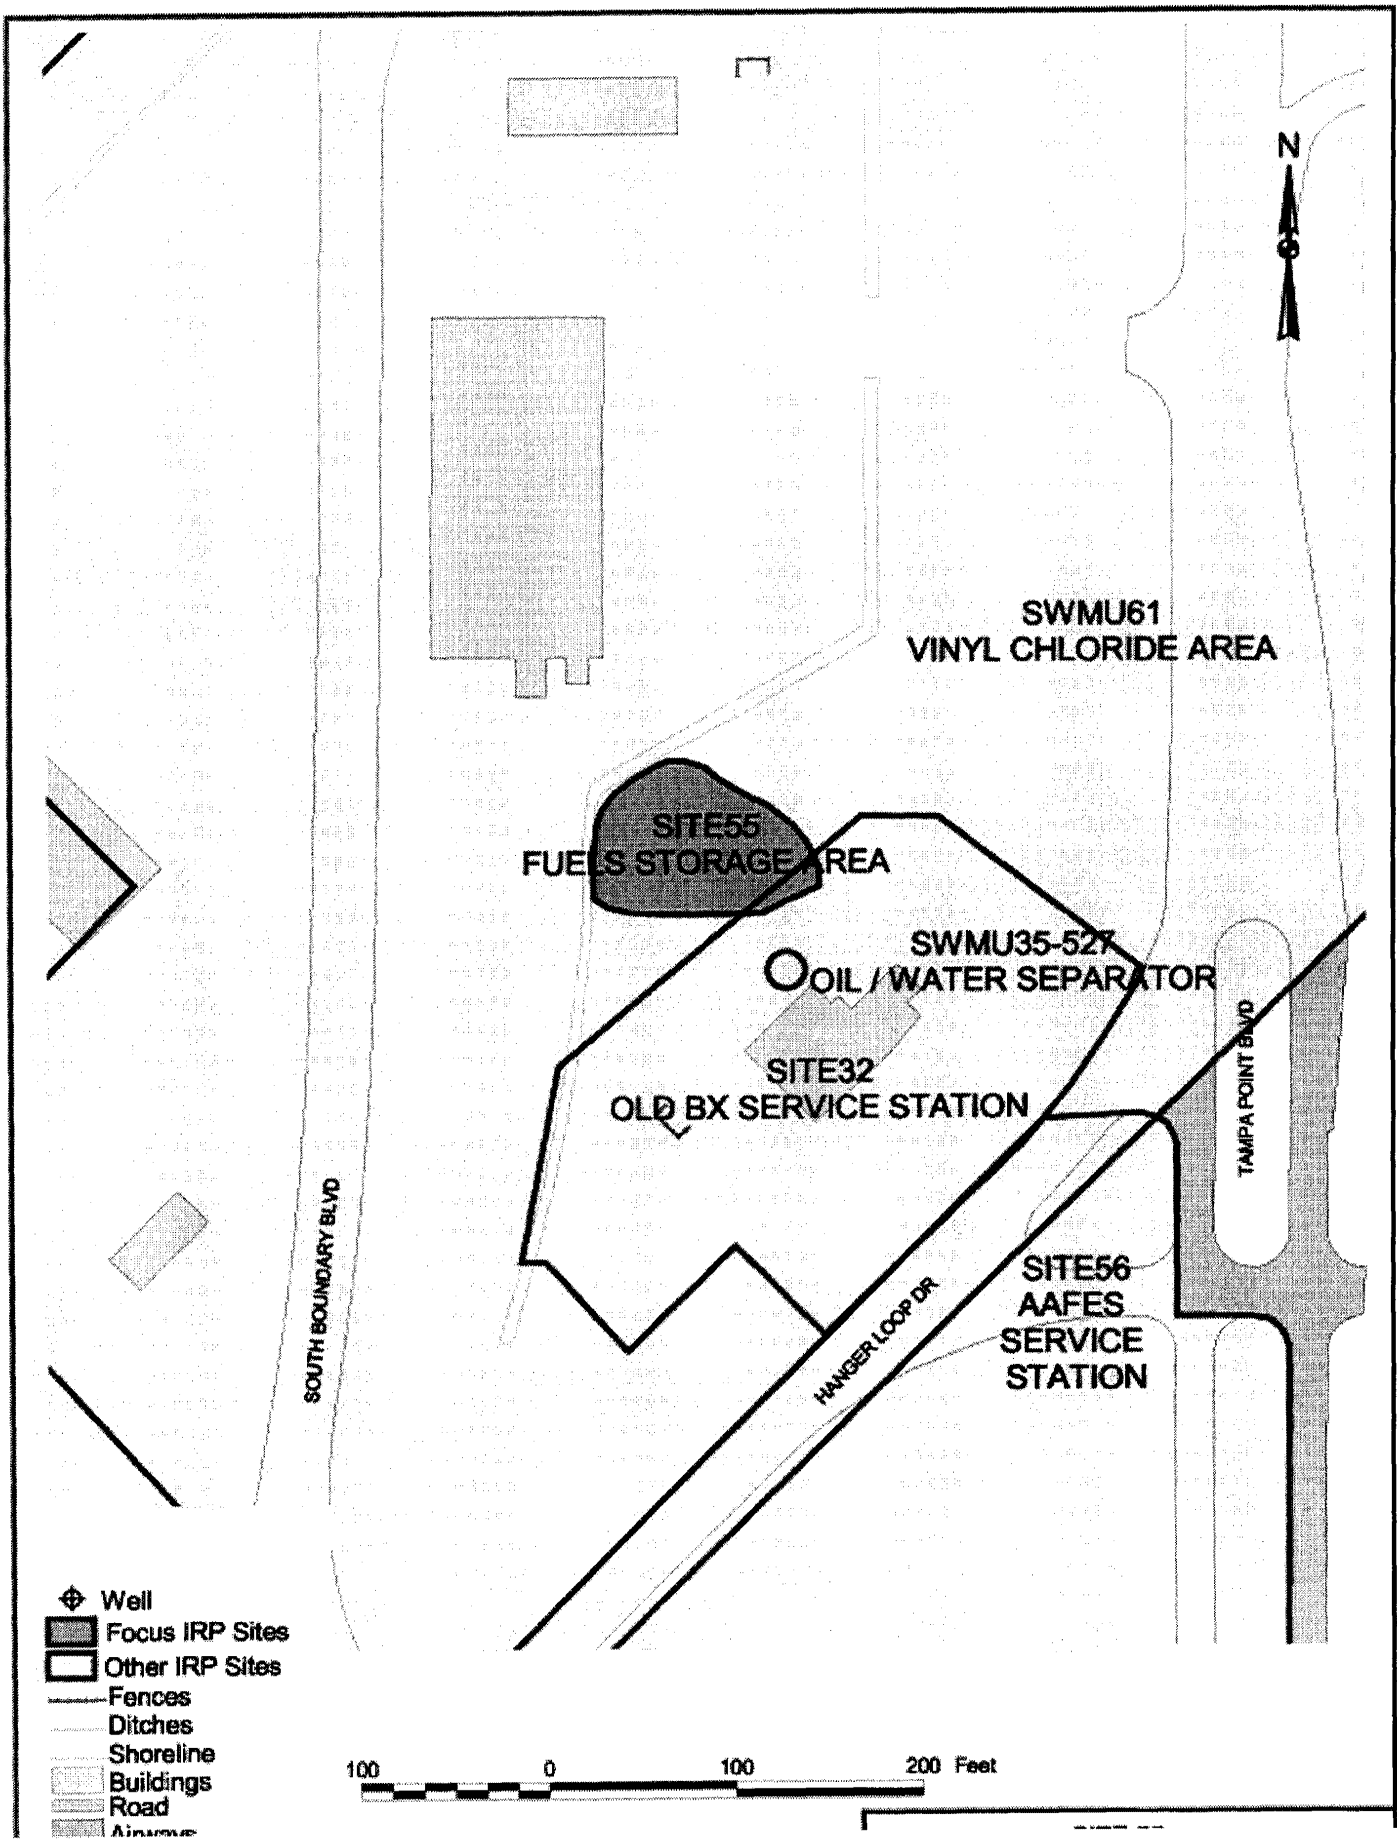 N
SWMU61
VINYL CHLORIDE AREA
SITE55
FUELS STORAGE AREA
SWMU35-527
OIL / WATER SEPARATOR
TAMPA POINT BLVD
SITE32
OLD BX SERVICE STATION
SOUTH BOUNDARY BLVD
HANGER LOOP DR
SITE56
AAFES
SERVICE
STATION
Well
Focus IRP Sites
Other IRP Sites
Fences
Ditches
Shoreline
Buildings
Road
Airways
100 0 100 200 Feet